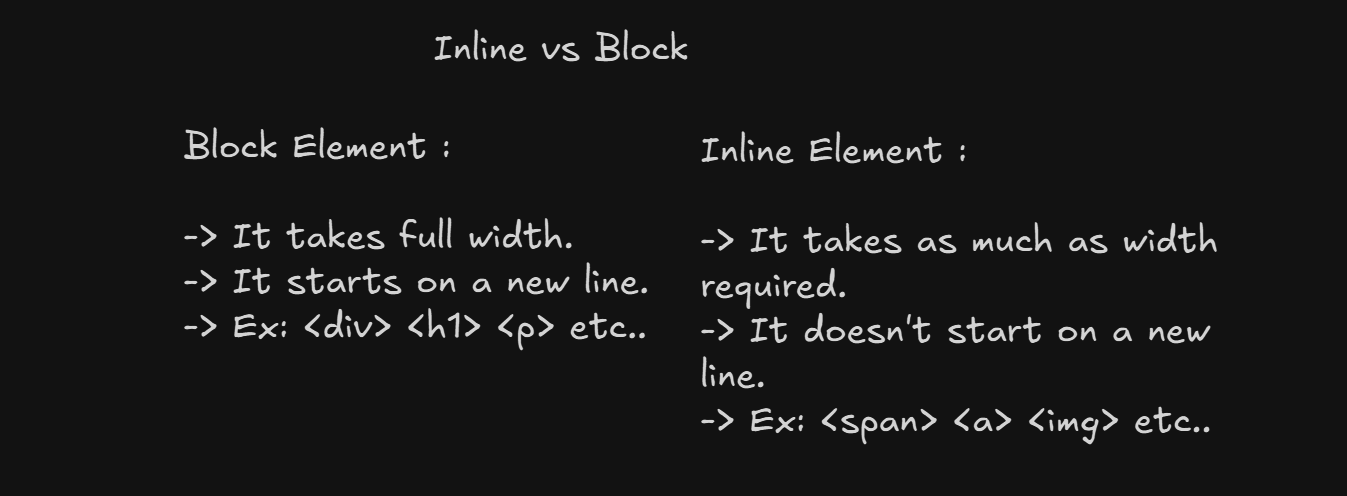 Inline vs Block
Block Element :
-> It takes full width.
-> It starts on a new line.
-> Ex: <div> <h1> <p> etc..
Inline Element :
-> It takes as much as width
required.
-> It doesn't start on a new
line.
-> Ex: <span> <a> <img> etc..